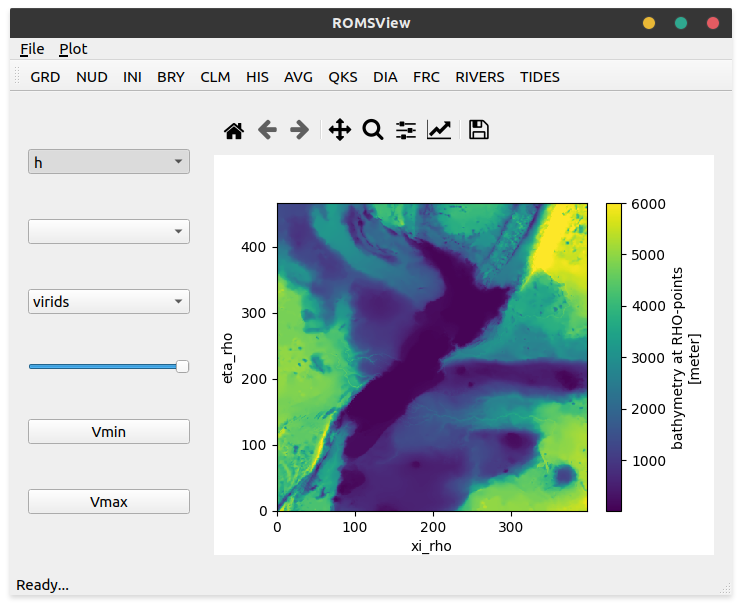 ROMSView
File Plot
GRD NUD INI BRY CLM HIS AVG QKS DIA FRC RIVERS TIDES
h
virids
Vmin
Vmax
400
300
200
100
0
eta_rho
0 100 200 300
xi_rho
6000
5000
4000
3000
2000
1000
bathymetry at RHO-points
[meter]
Ready...